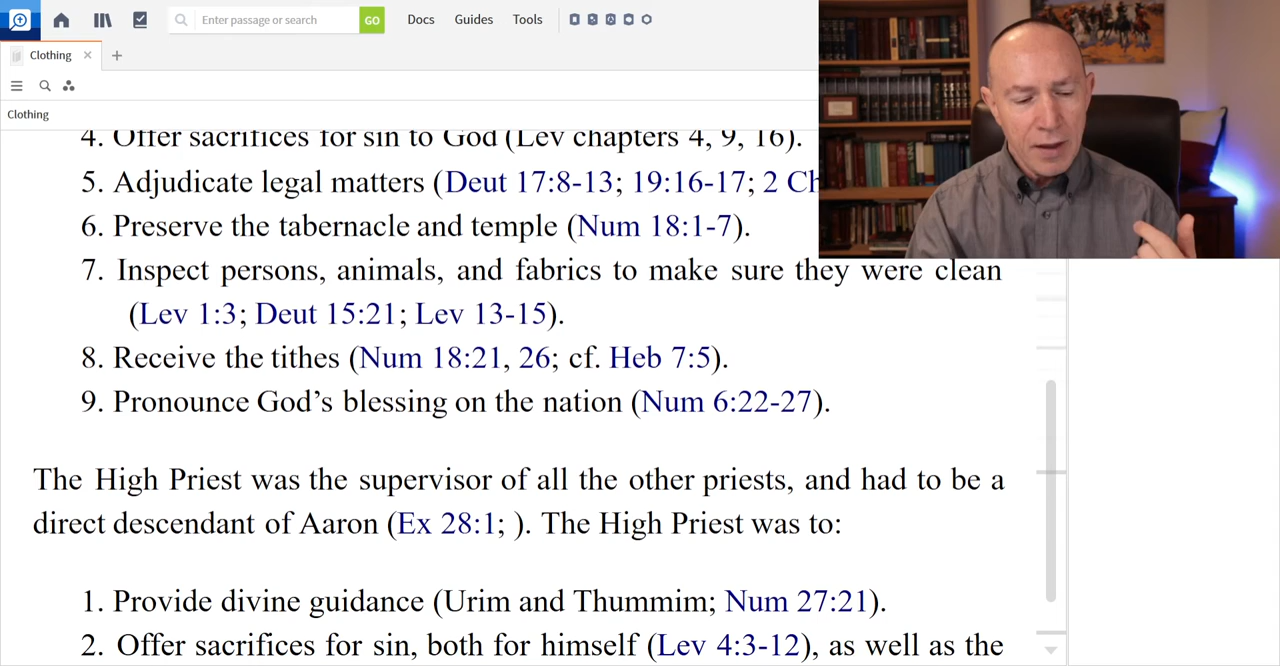 Enter passage or search
GO
Docs
Guides
Tools
Clothing
Clothing
4. Offer sacrifices for sin to God (Lev chapters 4, 9, 16).
5. Adjudicate legal matters (Deut 17:8-13; 19:16-17; 2 Ch
6. Preserve the tabernacle and temple (Num 18:1-7).
7. Inspect persons, animals, and fabrics to make sure they were clean
(Lev 1:3; Deut 15:21; Lev 13-15).
8. Receive the tithes (Num 18:21, 26; cf. Heb 7:5).
9. Pronounce God’s blessing on the nation (Num 6:22-27).
The High Priest was the supervisor of all the other priests, and had to be a
direct descendant of Aaron (Ex 28:1; ). The High Priest was to:
1. Provide divine guidance (Urim and Thummim; Num 27:21).
2. Offer sacrifices for sin, both for himself (Lev 4:3-12), as well as the